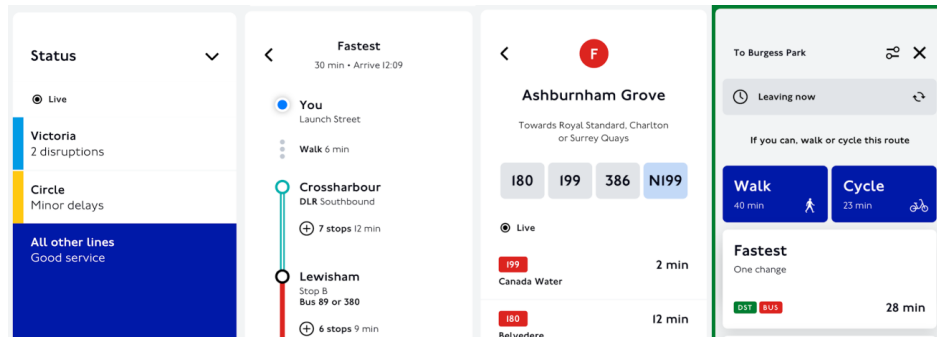 Status
Live
Victoria
2 disruptions
Circle
Minor delays
All other lines
Good service
Fastest
30 min • Arrive 12:09
You
Launch Street
Walk 6 min
Crossharbour
DLR Southbound
7 stops 12 min
Lewisham
Stop B
Bus 89 or 380
6 stops 9 min
F
Ashburnham Grove
Towards Royal Standard, Charlton
or Surrey Quays
180 199 386 N199
Live
199 2 min
Canada Water
180 12 min
Belvedere
To Burgess Park
Leaving now
If you can, walk or cycle this route
Walk
40 min
Cycle
23 min
Fastest
One change
DST BUS 28 min